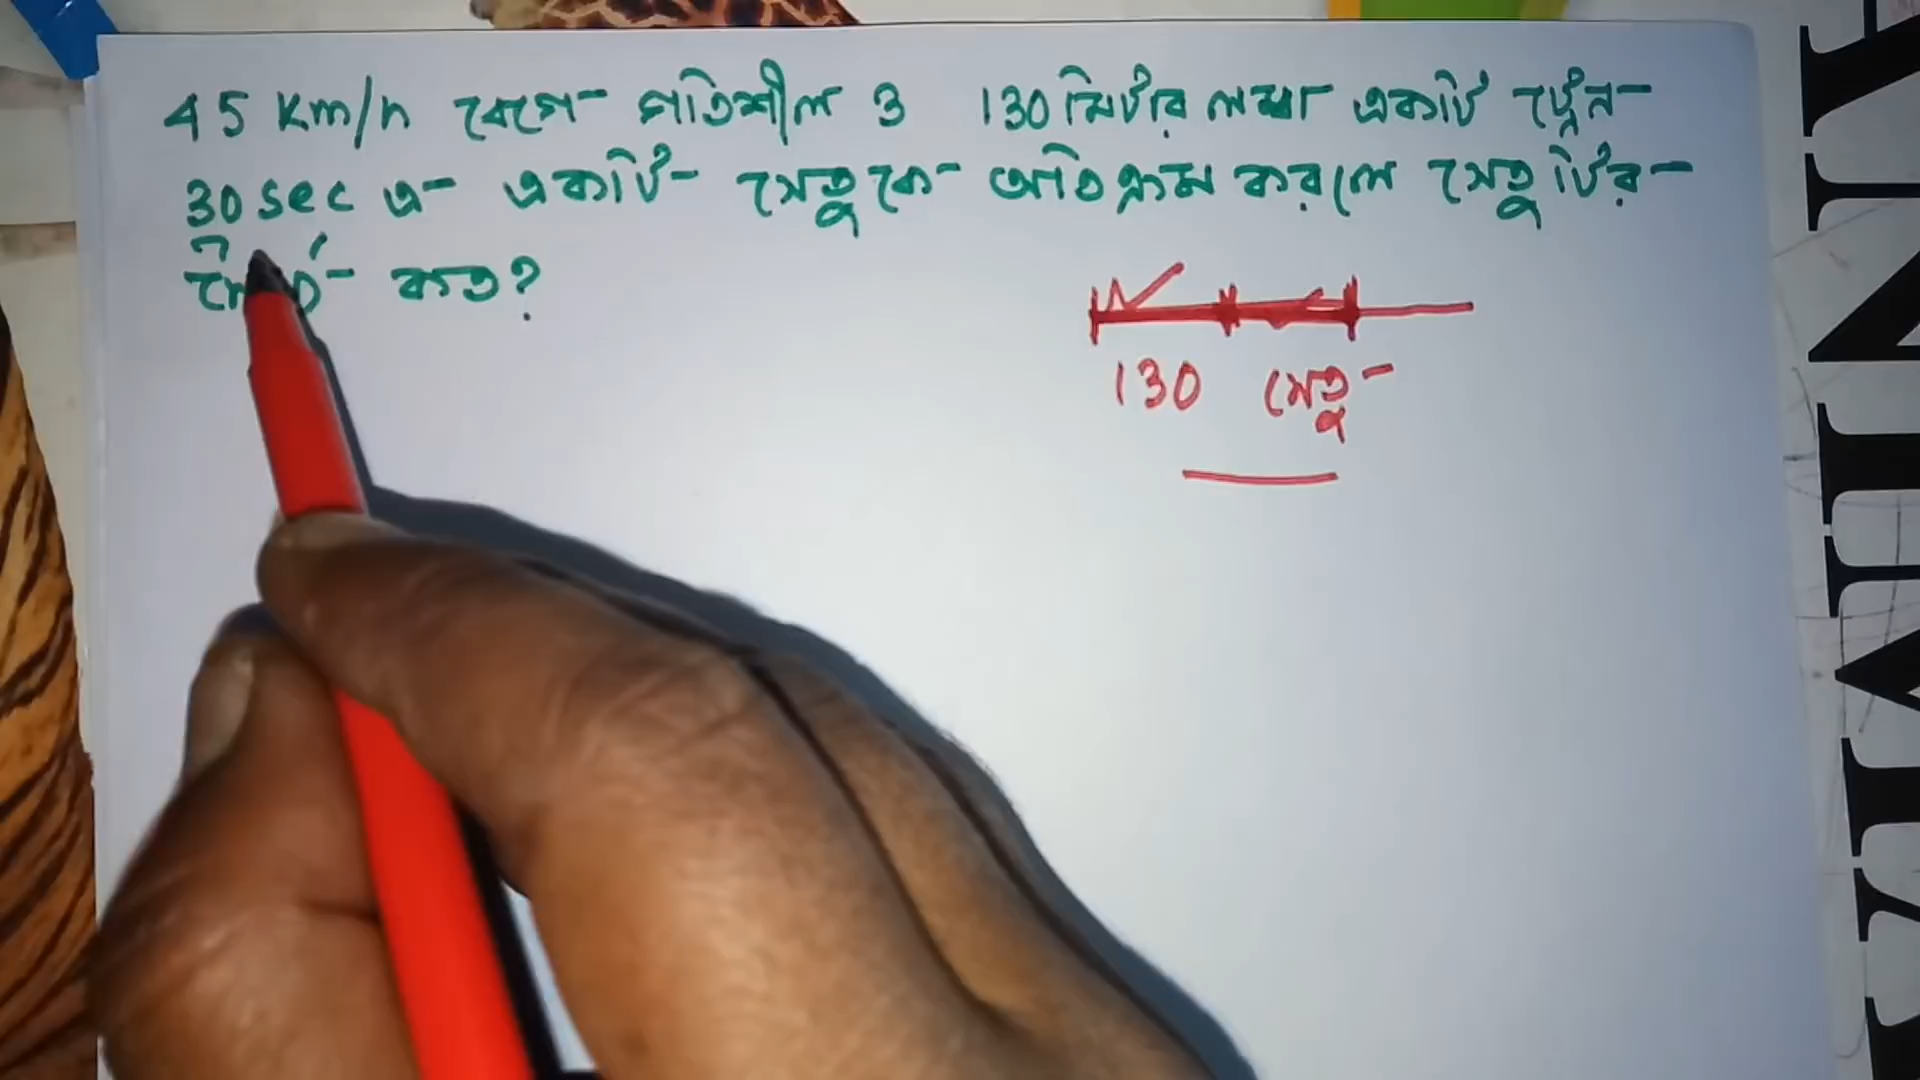 45 Km/h বেগে গতিশীল ও 130 মিটার লম্বা একটি ট্রেন
30 sec এ একটি সেতুকে অতিক্রম করলে সেতুটির
কত?
130 সেতু